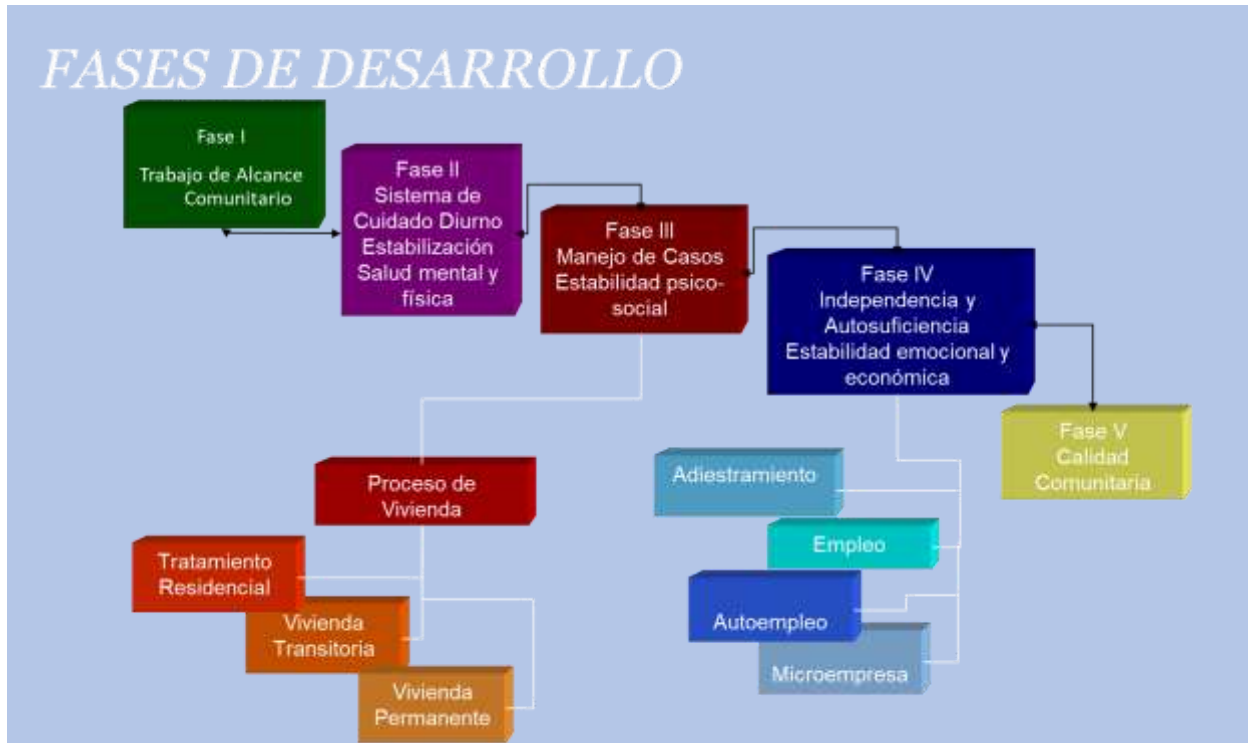 FASES DE DESARROLLO
Fase I
Trabajo de Alcance
Comunitario
Fase II
Sistema de
Cuidado Diurno
Estabilización
Salud mental y
física
Fase III
Manejo de Casos
Estabilidad psico-
social
Fase IV
Independencia y
Autosuficiencia
Estabilidad emocional y
económica
Fase V
Calidad
Comunitaria
Proceso de
Vivienda
Tratamiento
Residencial
Vivienda
Transitoria
Vivienda
Permanente
Adiestramiento
Empleo
Autoempleo
Microempresa